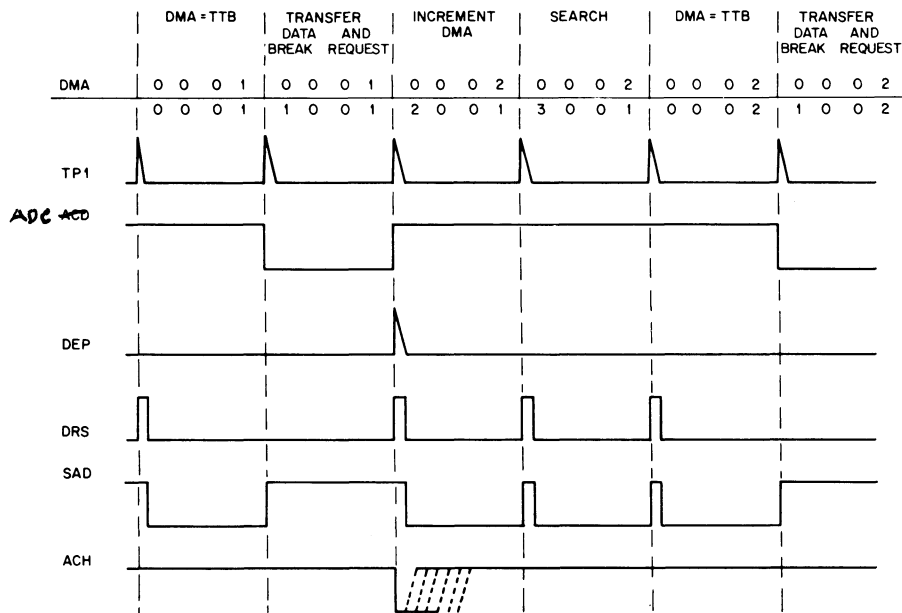 DMA = TTB TRANSFER INCREMENT SEARCH DMA = TTB TRANSFER
DATA AND DMA DATA AND
BREAK REQUEST BREAK REQUEST
DMA 0 0 0 1 0 0 0 1 0 0 0 2 0 0 0 2 0 0 0 2 0 0 0 2
0 0 0 1 1 0 0 1 2 0 0 1 3 0 0 1 0 0 0 2 1 0 0 2
TP1
ADC ACD
DEP
DRS
SAD
ACH